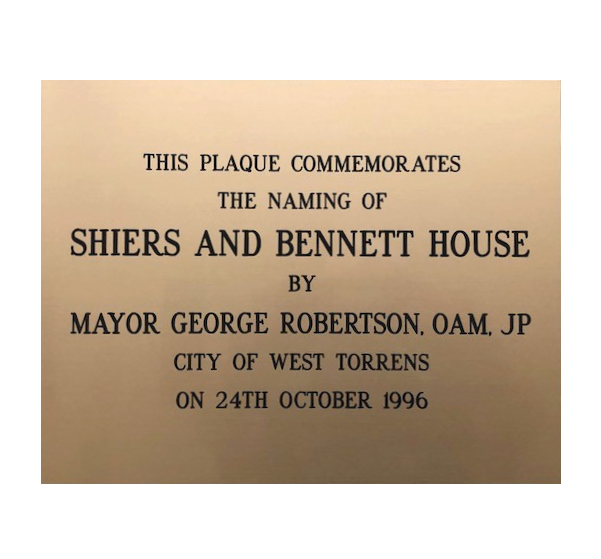 THIS PLAQUE COMMEMORATES
THE NAMING OF
SHIERS AND BENNETT HOUSE
BY
MAYOR GEORGE ROBERTSON, OAM, JP
CITY OF WEST TORRENS
ON 24TH OCTOBER 1996